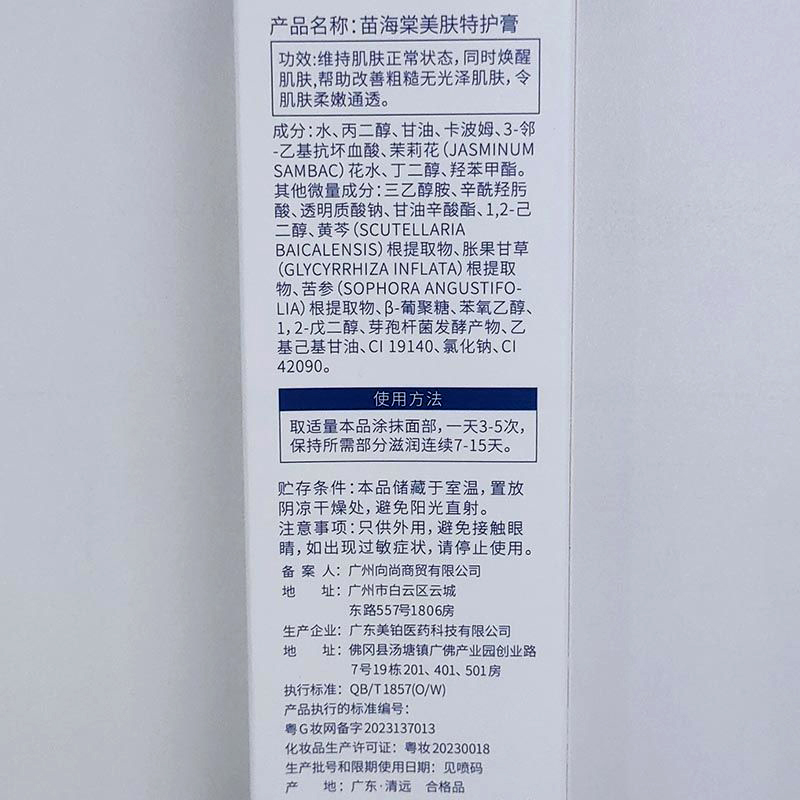 产品名称:苗海棠美肤特护膏
功效:维持肌肤正常状态,同时焕醒
肌肤,帮助改善粗糙无光泽肌肤,令
肌肤柔嫩通透。
成分:水、丙二醇、甘油、卡波姆、3-邻
-乙基抗坏血酸、茉莉花(JASMINUM
SAMBAC)花水、丁二醇、羟苯甲酯。
其他微量成分:三乙醇胺、辛酰羟肟
酸、透明质酸钠、甘油辛酸酯、1,2-己
二醇、黄芩(SCUTELLARIA
BAICALENSIS)根提取物、胀果甘草
(GLYCYRRHIZA INFLATA)根提取
物、苦参(SOPHORA ANGUSTIFO-
LIA)根提取物、β-葡聚糖、苯氧乙醇、
1,2-戊二醇、芽孢杆菌发酵产物、乙
基己基甘油、CI 19140、氯化钠、CI
42090。
使用方法
取适量本品涂抹面部,一天3-5次,
保持所需部分滋润连续7-15天。
贮存条件:本品储藏于室温,置放
阴凉干燥处,避免阳光直射。
注意事项:只供外用,避免接触眼
睛,如出现过敏症状,请停止使用。
备案人:广州向尚商贸有限公司
地址:广州市白云区云城
东路557号1806房
生产企业:广东美铂医药科技有限公司
地址:佛冈县汤塘镇广佛产业园创业路
7号19栋201、401、501房
执行标准:QB/T 1857(O/W)
产品执行的标准编号:
粤G妆网备字2023137013
化妆品生产许可证:粤妆20230018
生产批号和限期使用日期:见喷码
产地:广东·清远 合格品